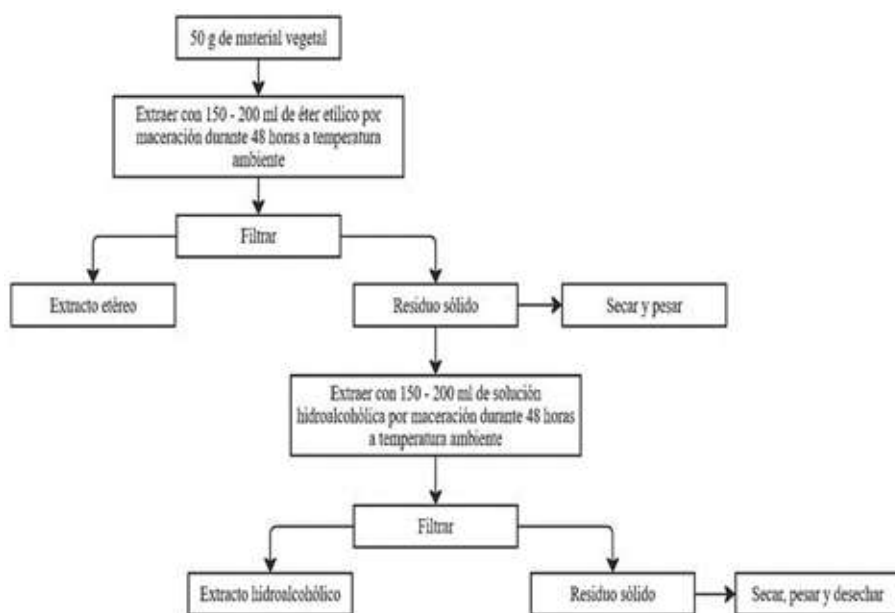 50 g de material vegetal
Extraer con 150 - 200 ml de éter etílico por
maceración durante 48 horas a temperatura
ambiente
Filtrar
Extracto etéreo
Residuo sólido
Secar y pesar
Extraer con 150 - 200 ml de solución
hidroalcohólica por maceración durante 48 horas
a temperatura ambiente
Filtrar
Extracto hidroalcohólico
Residuo sólido
Secar, pesar y desechar